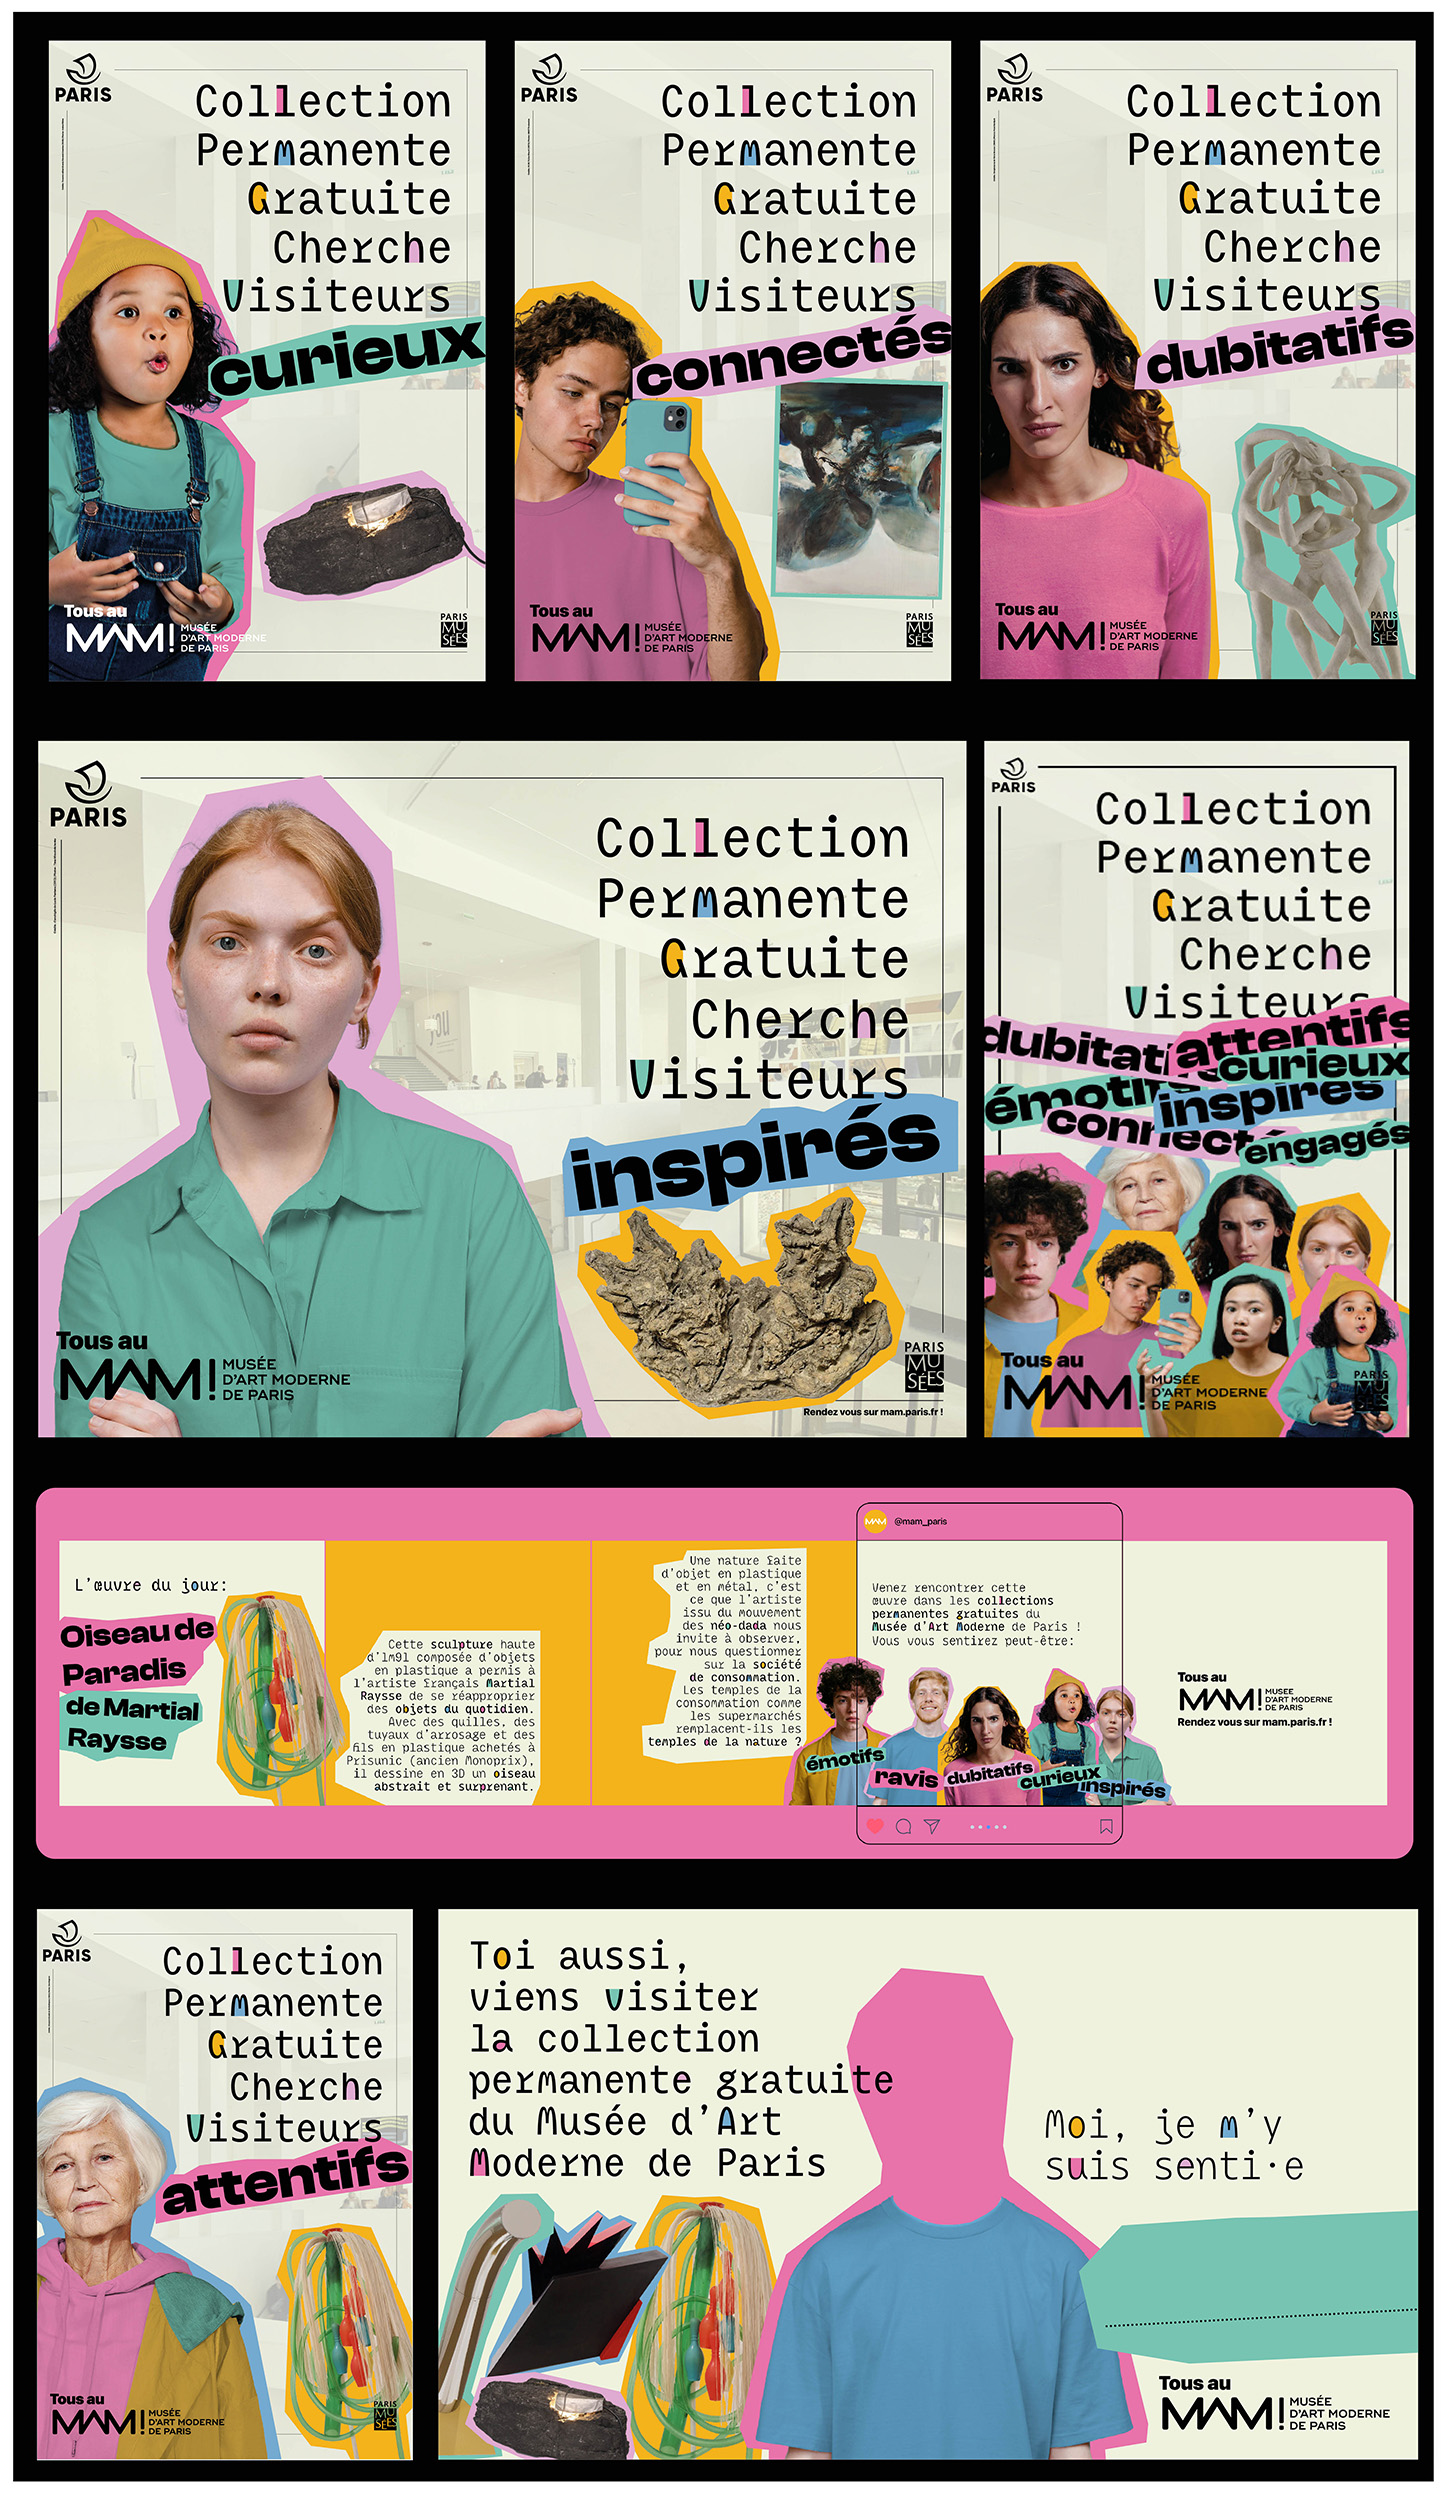 PARIS
Collection
Permanente
Gratuite
Cherche
Visiteurs
curieux
Tous au
MAM!
MUSÉE
D'ART MODERNE
DE PARIS
PARIS
MUSÉES
PARIS
Collection
Permanente
Gratuite
Cherche
Visiteurs
connectés
Tous au
MAM!
MUSÉE
D'ART MODERNE
DE PARIS
PARIS
MUSÉES
PARIS
Collection
Permanente
Gratuite
Cherche
Visiteurs
dubitatifs
Tous au
MAM!
MUSÉE
D'ART MODERNE
DE PARIS
PARIS
MUSÉES
PARIS
Collection
Permanente
Gratuite
Cherche
Visiteurs
inspirés
Tous au
MAM!
MUSÉE
D'ART MODERNE
DE PARIS
PARIS
MUSÉES
Rendez vous sur mam.paris.fr !
PARIS
Collection
Permanente
Gratuite
Cherche
Visiteurs
dubitati
attentifs
curieux
émotifs
inspirés
connecté
engagés
Tous au
MAM!
MUSÉE
D'ART MODERNE
DE PARIS
PARIS
MUSÉES
L'œuvre du jour:
Oiseau de
Paradis
de Martial
Raysse
Cette sculpture haute
d'1m91 composée d'objets
en plastique a permis à
l'artiste français Martial
Raysse de se réapproprier
des objets du quotidien.
Avec des quilles, des
tuyaux d'arrosage et des
fils en plastique achetés à
Prisunic (ancien Monoprix),
il dessine en 3D un oiseau
abstrait et surprenant.
Une nature faite
d'objet en plastique
et en métal, c'est
ce que l'artiste
issu du mouvement
des néo-dada nous
invite à observer,
pour nous questionner
sur la société
de consommation.
Les temples de la
consommation comme
les supermarchés
remplacent-ils les
temples de la nature ?
MAM
@mam_paris
Venez rencontrer cette
œuvre dans les collections
permanentes gratuites du
Musée d'Art Moderne de Paris !
Vous vous sentirez peut-être:
émotifs
ravis
dubitatifs
curieux
inspirés
Tous au
MAM!
MUSÉE
D'ART MODERNE
DE PARIS
Rendez vous sur mam.paris.fr !
PARIS
Collection
Permanente
Gratuite
Cherche
Visiteurs
attentifs
Tous au
MAM!
MUSÉE
D'ART MODERNE
DE PARIS
PARIS
MUSÉES
Toi aussi,
viens visiter
la collection
permanente gratuite
du Musée d'Art
Moderne de Paris
Moi, je m'y
suis senti·e
Tous au
MAM!
MUSÉE
D'ART MODERNE
DE PARIS